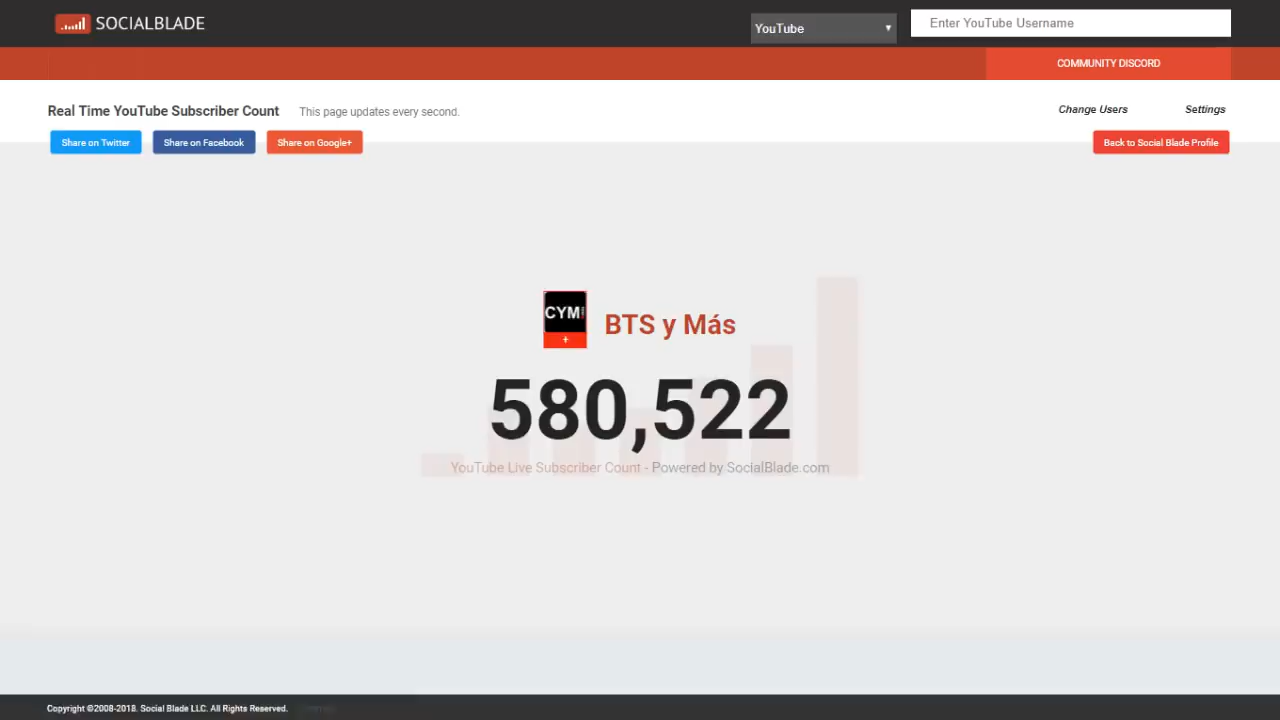 SOCIALBLADE
YouTube
Enter YouTube Username
COMMUNITY DISCORD
Real Time YouTube Subscriber Count
This page updates every second.
Change Users
Settings
Share on Twitter
Share on Facebook
Share on Google+
Back to Social Blade Profile
CYM
+
BTS y Más
580,522
YouTube Live Subscriber Count - Powered by SocialBlade.com
Copyright ©2008-2018. Social Blade LLC. All Rights Reserved.